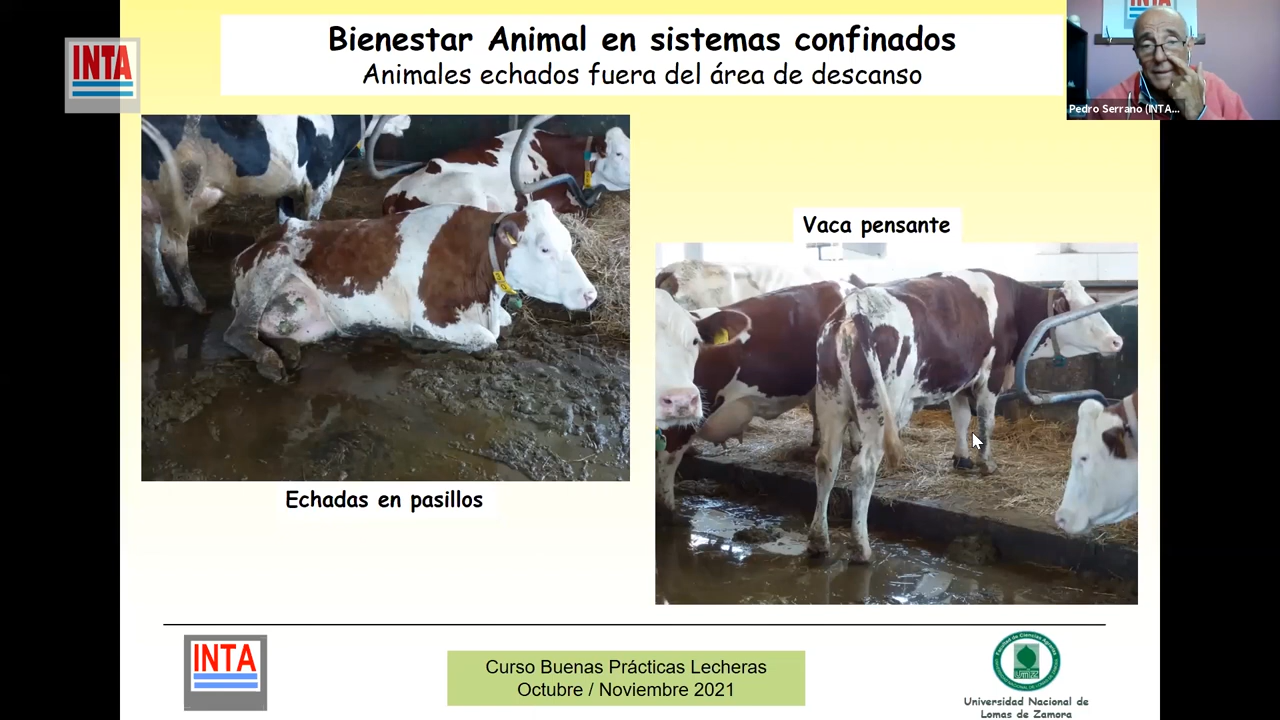 INTA
Bienestar Animal en sistemas confinados
Animales echados fuera del área de descanso
INTA
Pedro Serrano (INTA...
Vaca pensante
Echadas en pasillos
INTA
Curso Buenas Prácticas Lecheras
Octubre / Noviembre 2021
Universidad Nacional de
Lomas de Zamora